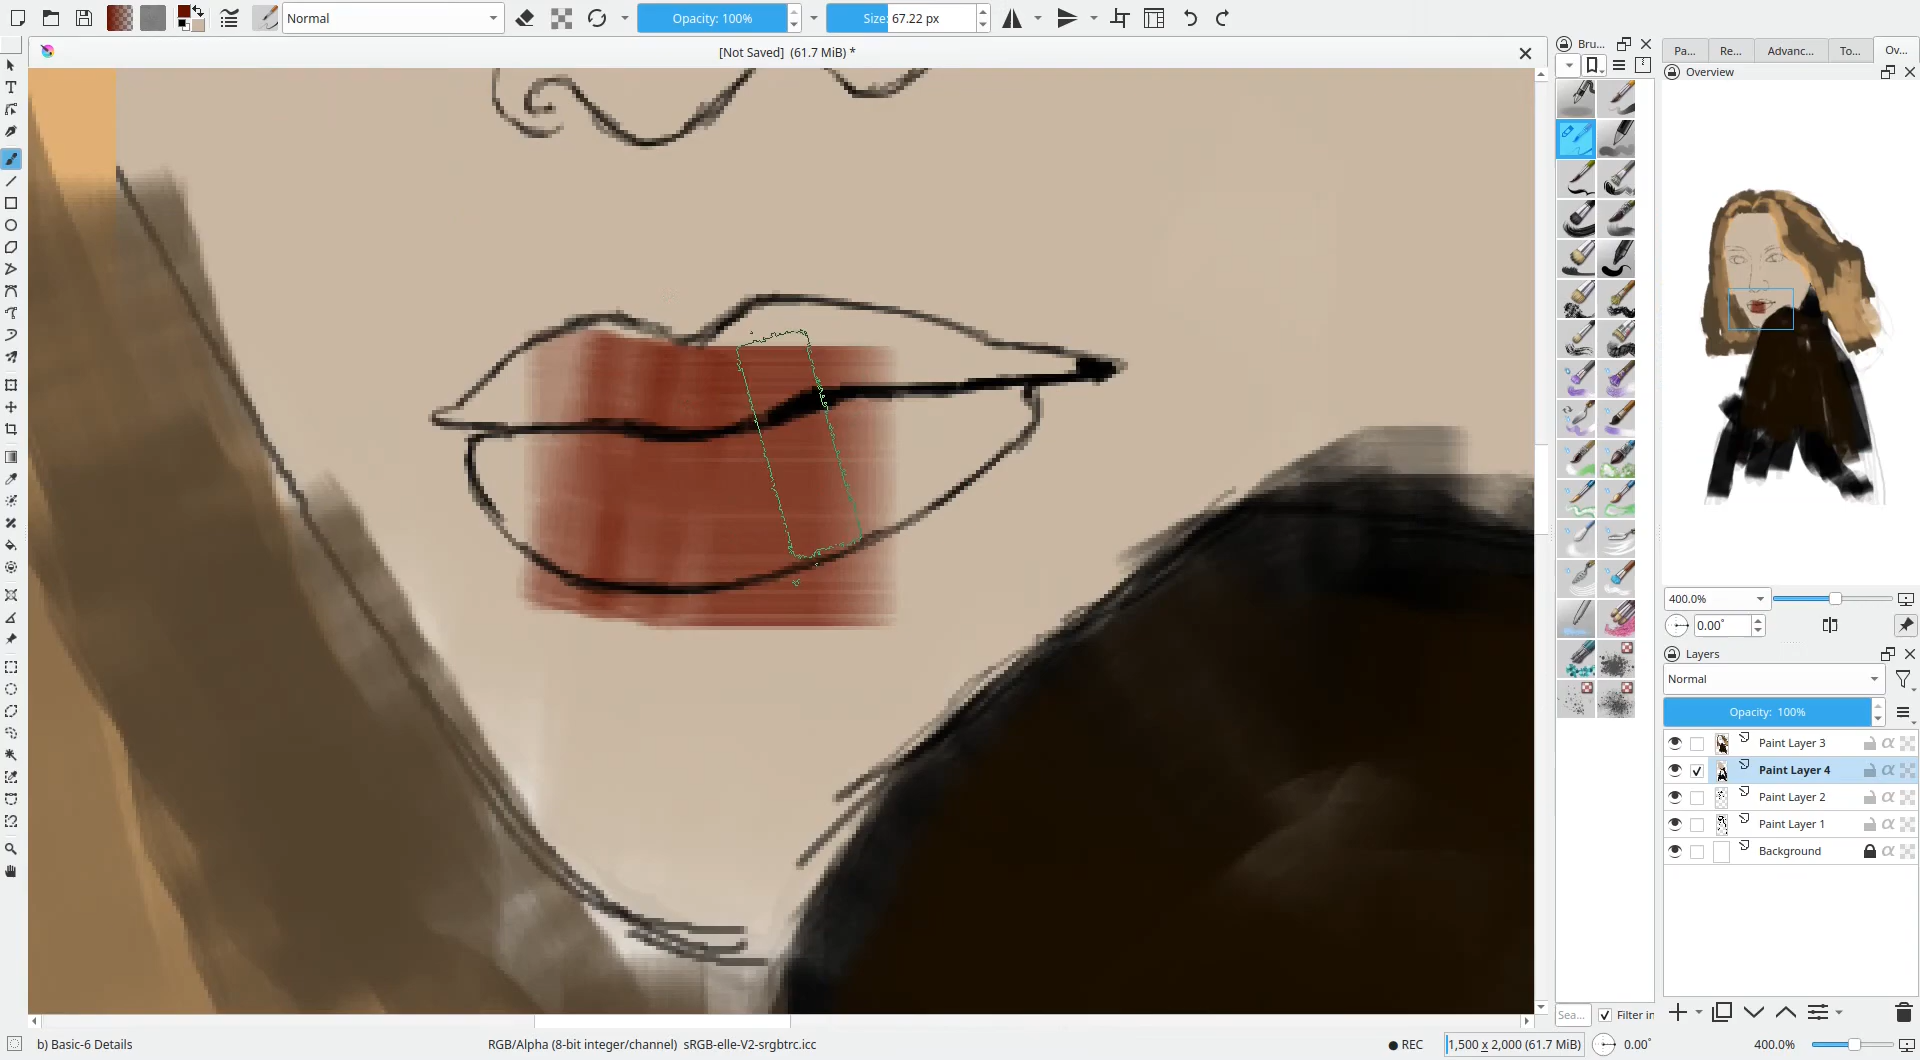 Normal
Opacity: 100%
Size: 67.22 px
[Not Saved] (61.7 MiB) *
Bru...
Pa...
Re...
Advanc...
To...
Ov...
Overview
400.0%
0.00°
Layers
Normal
Opacity: 100%
Paint Layer 3
Paint Layer 4
Paint Layer 2
Paint Layer 1
Background
Sea...
Filter in
b) Basic-6 Details
RGB/Alpha (8-bit integer/channel) sRGB-elle-V2-srgbtrc.icc
REC
1,500 x 2,000 (61.7 MiB)
0.00°
400.0%